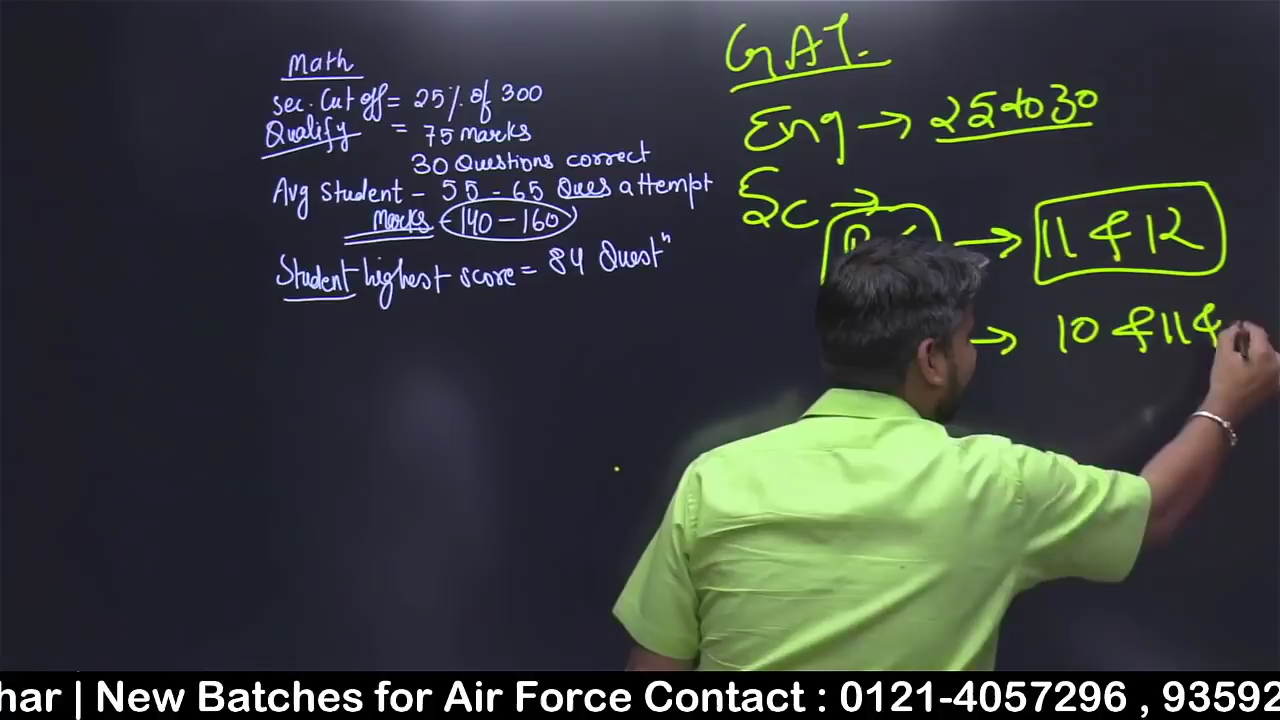 Math
Sec. Cut off = 25% of 300
Qualify = 75 marks
30 Questions correct
Avg student - 55 - 65 Ques attempt
Marks - 140 - 160
Student highest score = 84 Questⁿ
GAT.
Eng → 25 to 30
Sc →
→ 11 & 12
→ 10 & 11 &
har | New Batches for Air Force Contact : 0121-4057296 , 93592